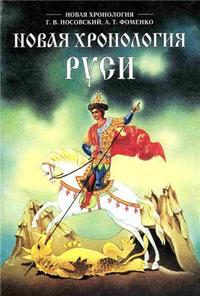 НОВАЯ ХРОНОЛОГИЯ
Г. В. НОСОВСКИЙ, А. Т. ФОМЕНКО
НОВАЯ ХРОНОЛОГИЯ
РУСИ